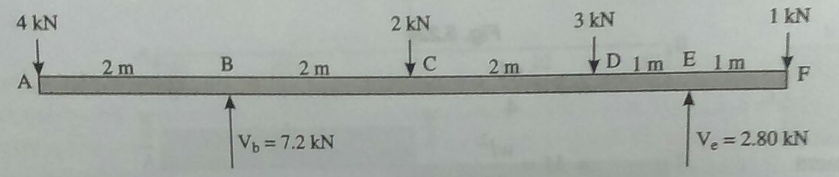 4 kN 2 kN 3 kN 1 kN
A 2 m B 2 m C 2 m D 1 m E 1 m F
V_b = 7.2 kN V_e = 2.80 kN